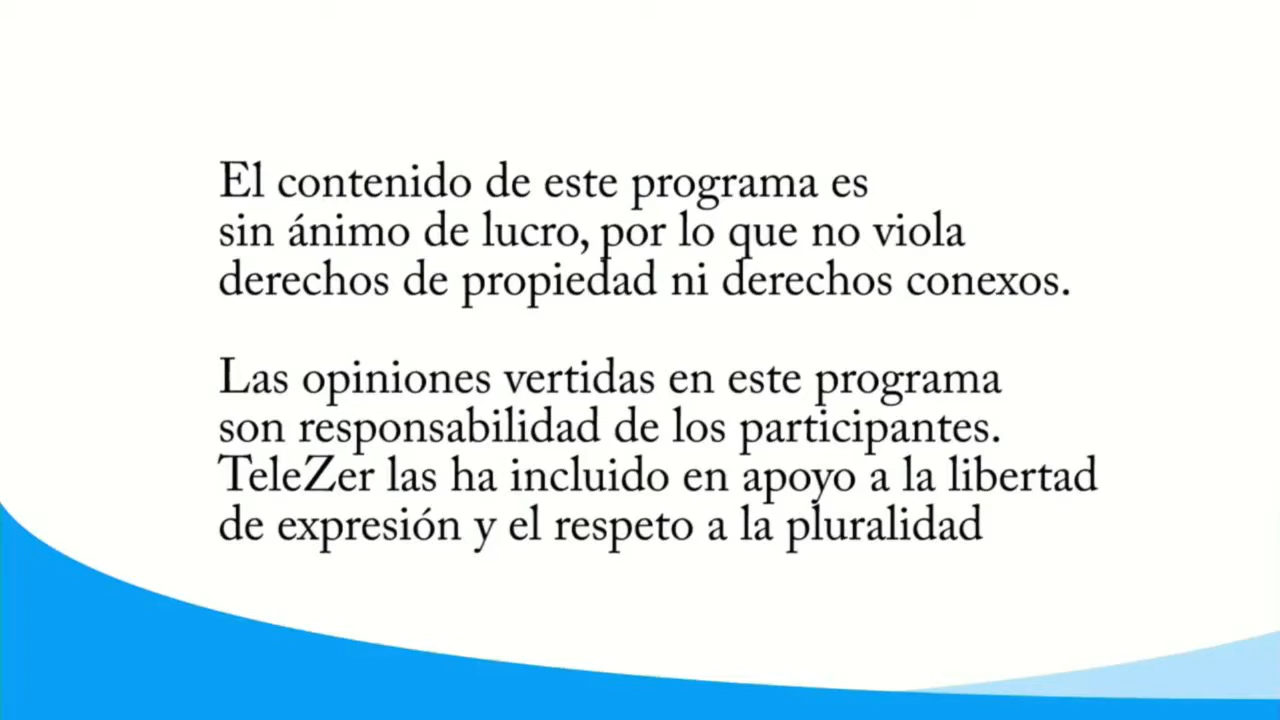 El contenido de este programa es
sin ánimo de lucro, por lo que no viola
derechos de propiedad ni derechos conexos.
Las opiniones vertidas en este programa
son responsabilidad de los participantes.
TeleZer las ha incluido en apoyo a la libertad
de expresión y el respeto a la pluralidad